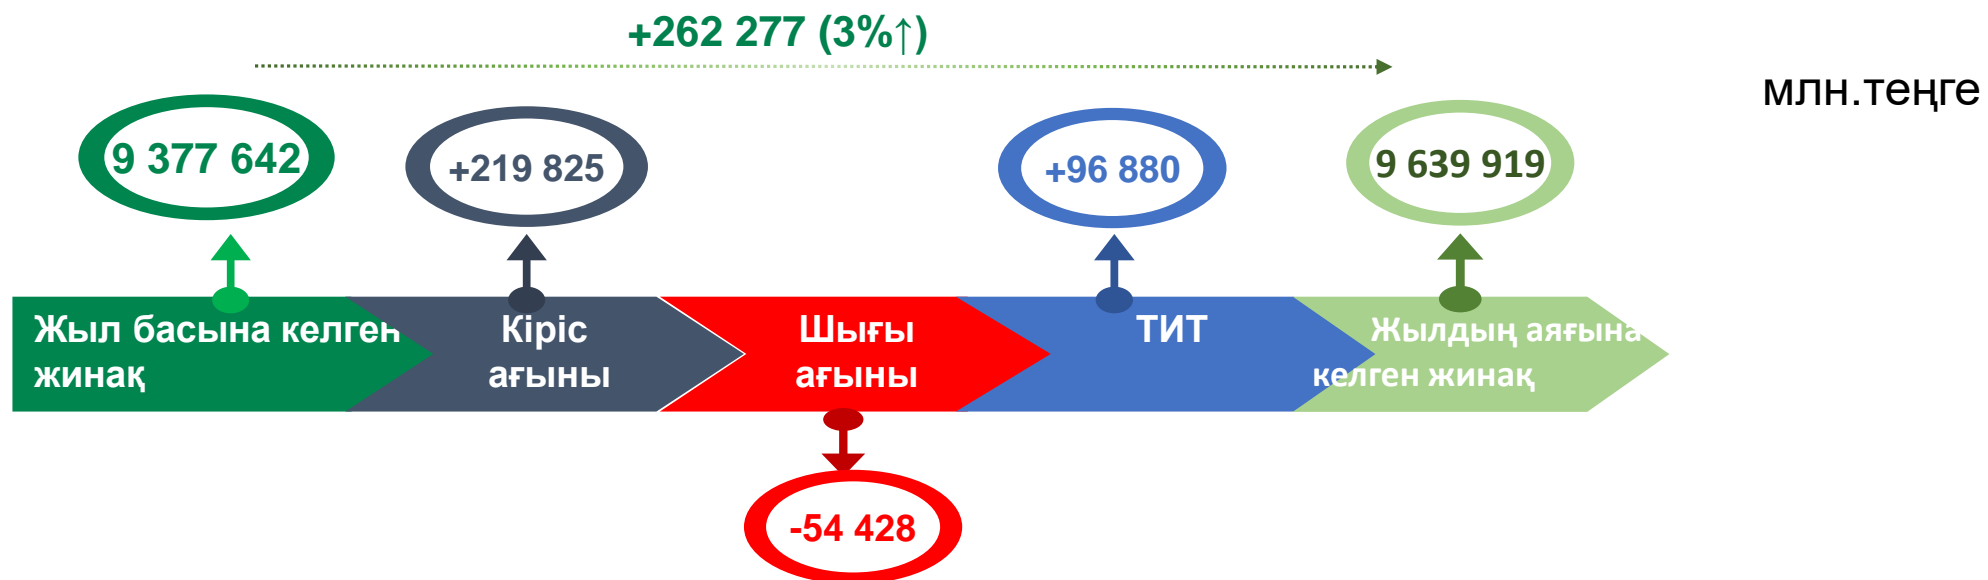 +262 277 (3%↑)
млн.теңге
9 377 642
+219 825
+96 880
9 639 919
Жыл басына келген
жинақ
Кіріс
ағыны
Шығы
ағыны
ТИТ
Жылдың аяғына
келген жинақ
-54 428